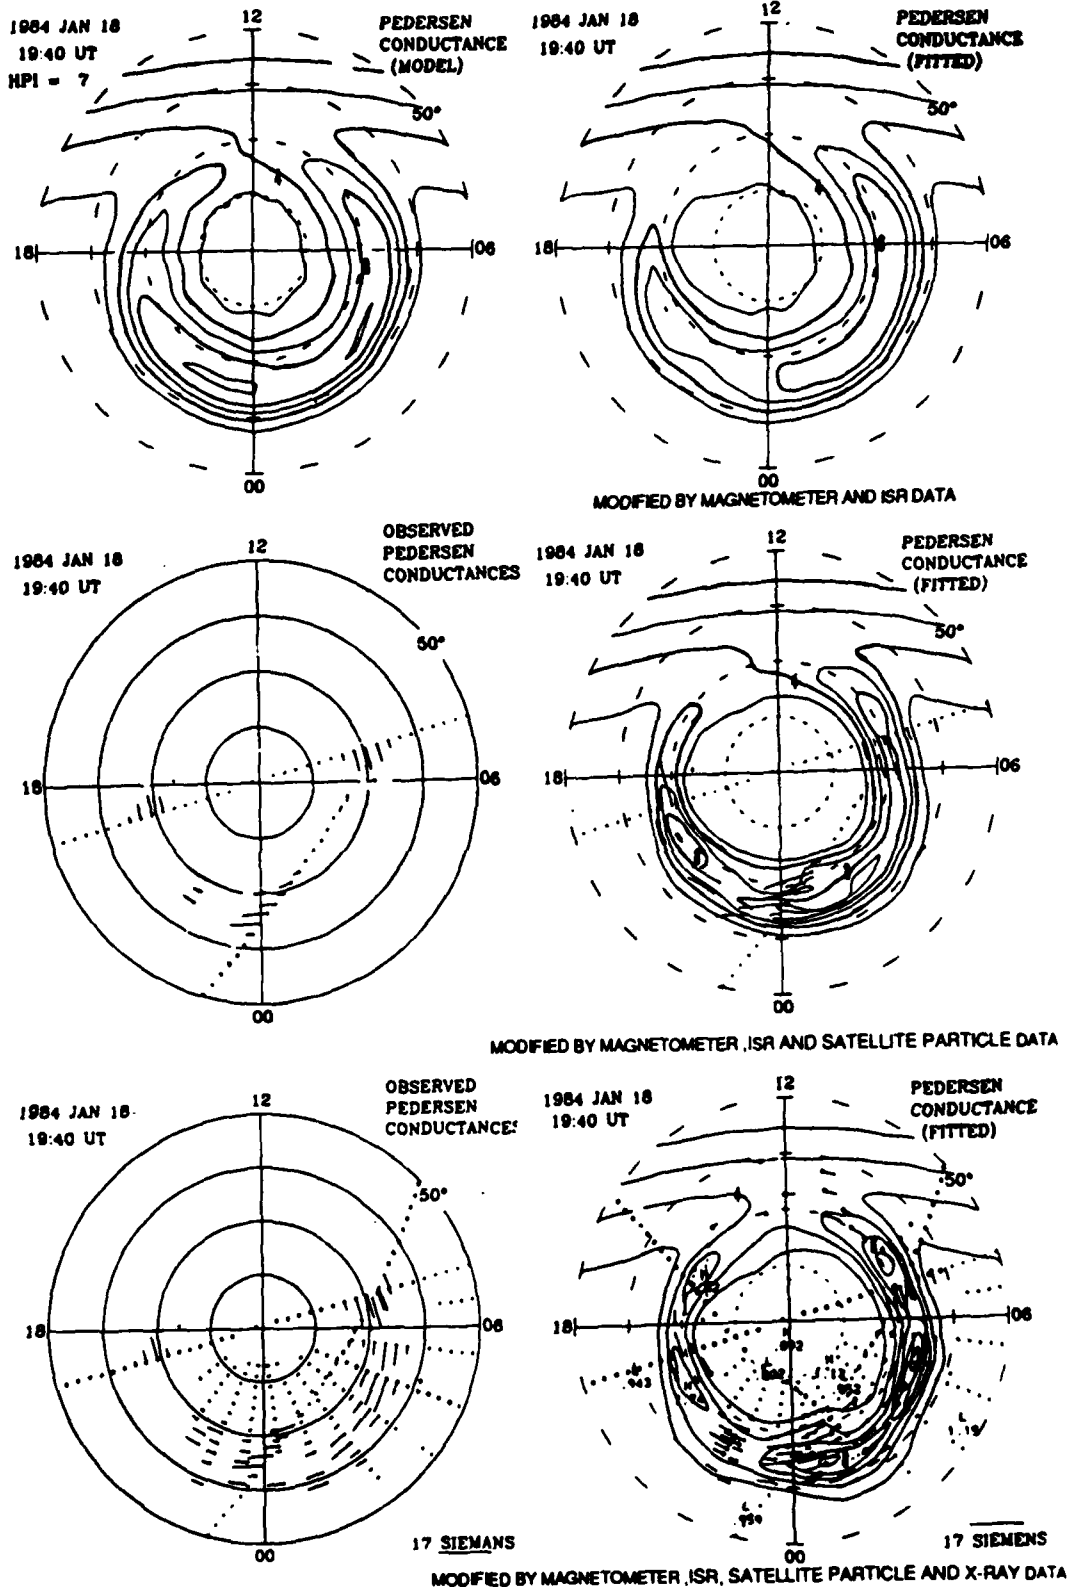 1984 JAN 18
19:40 UT
HPI = 7
12
PEDERSEN
CONDUCTANCE
(MODEL)
50°
18
06
00
1984 JAN 18
19:40 UT
12
PEDERSEN
CONDUCTANCE
(FITTED)
50°
18
06
00
MODIFIED BY MAGNETOMETER AND ISR DATA
1984 JAN 18
19:40 UT
12
OBSERVED
PEDERSEN
CONDUCTANCES
50°
18
06
00
1984 JAN 18
19:40 UT
12
PEDERSEN
CONDUCTANCE
(FITTED)
50°
18
06
00
MODIFIED BY MAGNETOMETER ,ISR AND SATELLITE PARTICLE DATA
1984 JAN 18
19:40 UT
12
OBSERVED
PEDERSEN
CONDUCTANCES
50°
18
06
00
17 SIEMANS
1984 JAN 18
19:40 UT
12
PEDERSEN
CONDUCTANCE
(FITTED)
50°
18
06
L
.943
L
1.19
L
.959
00
17 SIEMENS
MODIFIED BY MAGNETOMETER ,ISR, SATELLITE PARTICLE AND X-RAY DATA